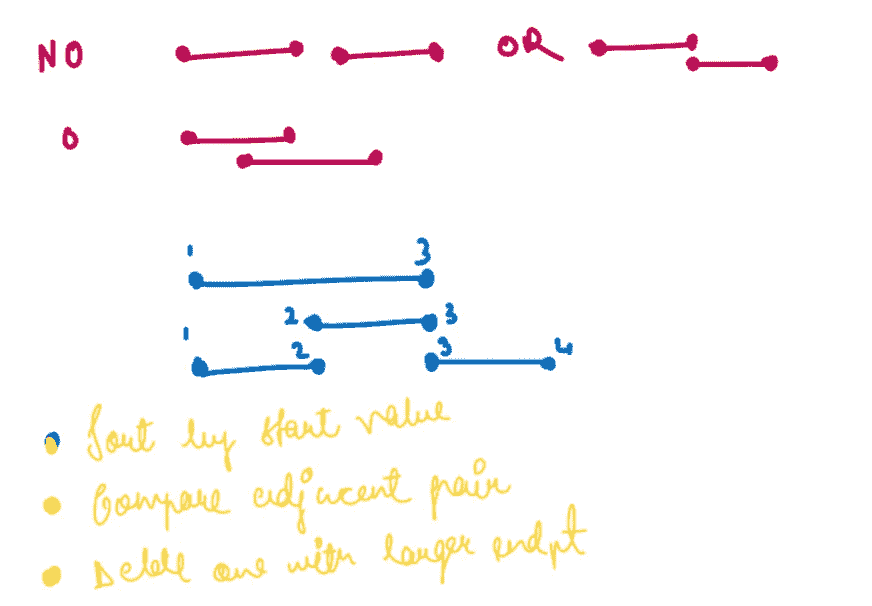 NO OR
O
1 3
2 3
1 2 3 4
Sort by start value
Compare adjacent pair
Delete one with larger endpt